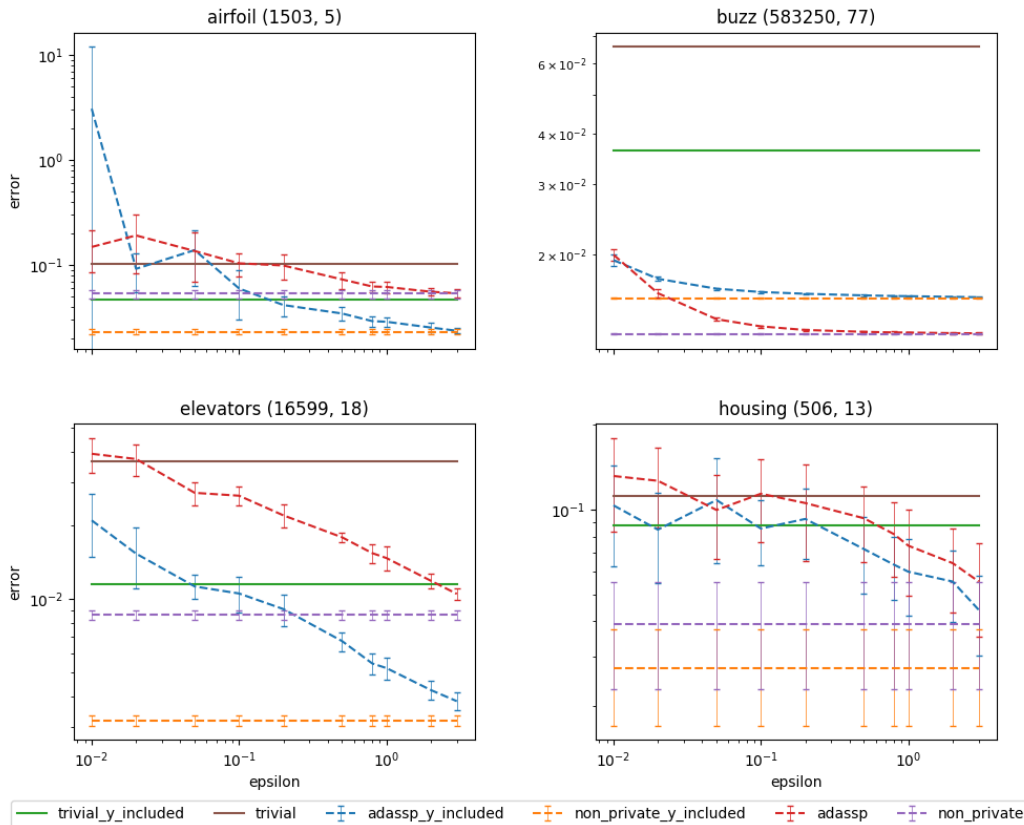 airfoil (1503, 5)
buzz (583250, 77)
error
10¹
10⁰
10⁻¹
6 × 10⁻²
4 × 10⁻²
3 × 10⁻²
2 × 10⁻²
elevators (16599, 18)
housing (506, 13)
error
10⁻²
10⁻¹
10⁻² 10⁻¹ 10⁰
10⁻² 10⁻¹ 10⁰
epsilon
epsilon
trivial_y_included trivial adassp_y_included non_private_y_included adassp non_private